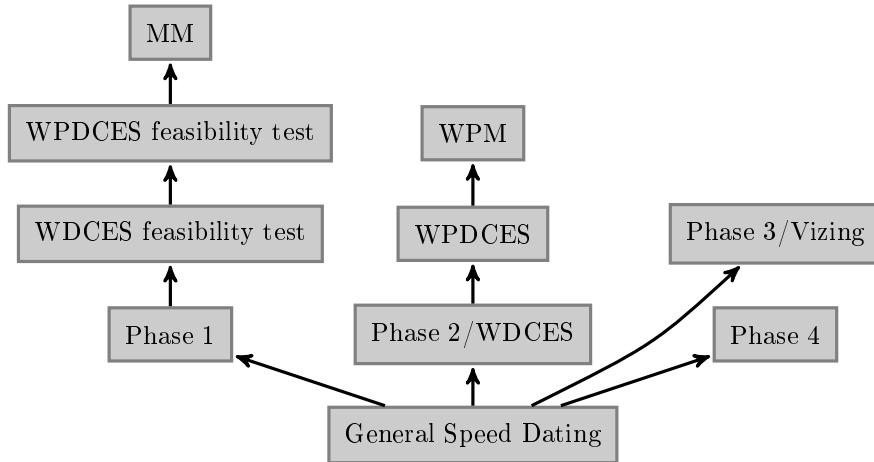 MM
WPDCES feasibility test
WPM
WDCES feasibility test
WPDCES
Phase 3/Vizing
Phase 1
Phase 2/WDCES
Phase 4
General Speed Dating